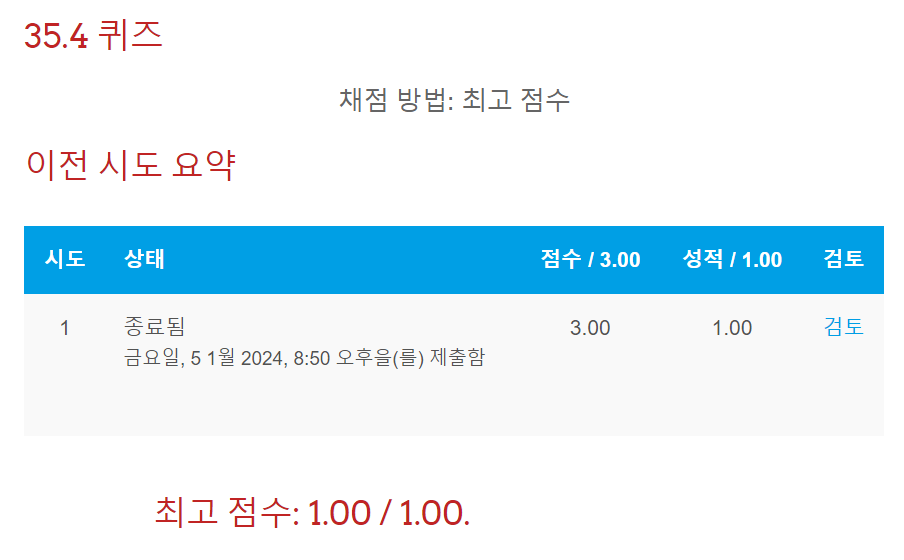 35.4 퀴즈
채점 방법: 최고 점수
이전 시도 요약
시도 상태 점수 / 3.00 성적 / 1.00 검토
1 종료됨 3.00 1.00 검토
금요일, 5 1월 2024, 8:50 오후을(를) 제출함
최고 점수: 1.00 / 1.00.